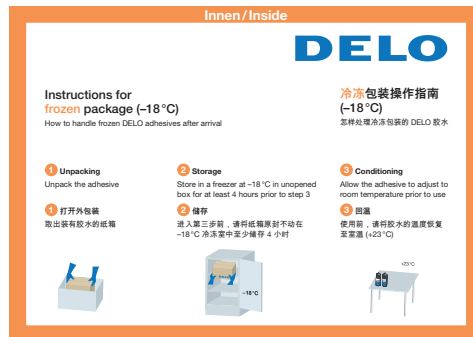 Innen/Inside
DELO
Instructions for
frozen package (–18 °C)
How to handle frozen DELO adhesives after arrival
冷冻包装操作指南
(–18 °C)
怎样处理冷冻包装的 DELO 胶水
1 Unpacking
Unpack the adhesive
2 Storage
Store in a freezer at –18 °C in unopened
box for at least 4 hours prior to step 3
3 Conditioning
Allow the adhesive to adjust to
room temperature prior to use
1 打开外包装
取出装有胶水的纸箱
2 储存
进入第三步前，请将纸箱原封不动在
–18°C 冷冻室中至少储存 4 小时
3 回温
使用前，请将胶水的温度恢复
至室温 (+23°C)
–18°C
+23°C